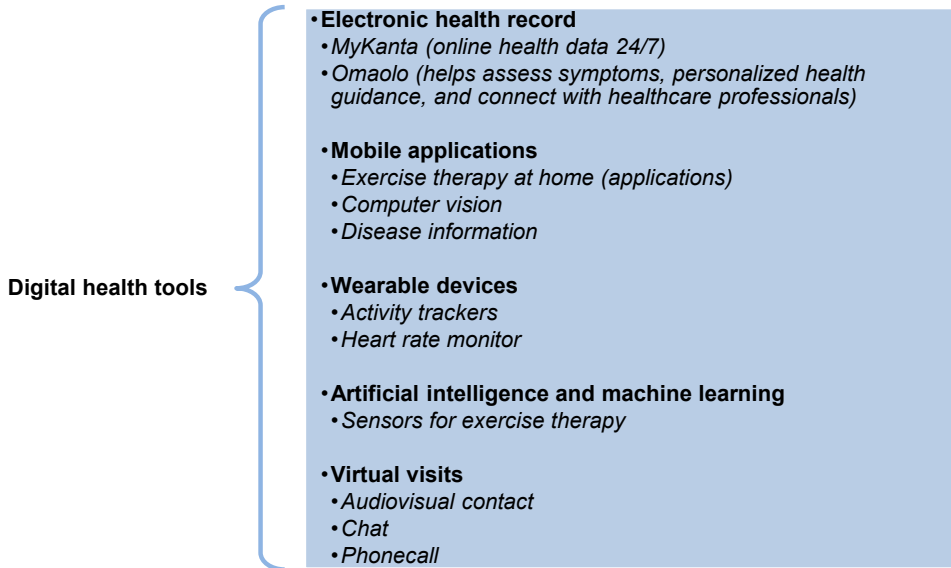 Digital health tools
•Electronic health record
•MyKanta (online health data 24/7)
•Omaolo (helps assess symptoms, personalized health
guidance, and connect with healthcare professionals)
•Mobile applications
•Exercise therapy at home (applications)
•Computer vision
•Disease information
•Wearable devices
•Activity trackers
•Heart rate monitor
•Artificial intelligence and machine learning
•Sensors for exercise therapy
•Virtual visits
•Audiovisual contact
•Chat
•Phonecall